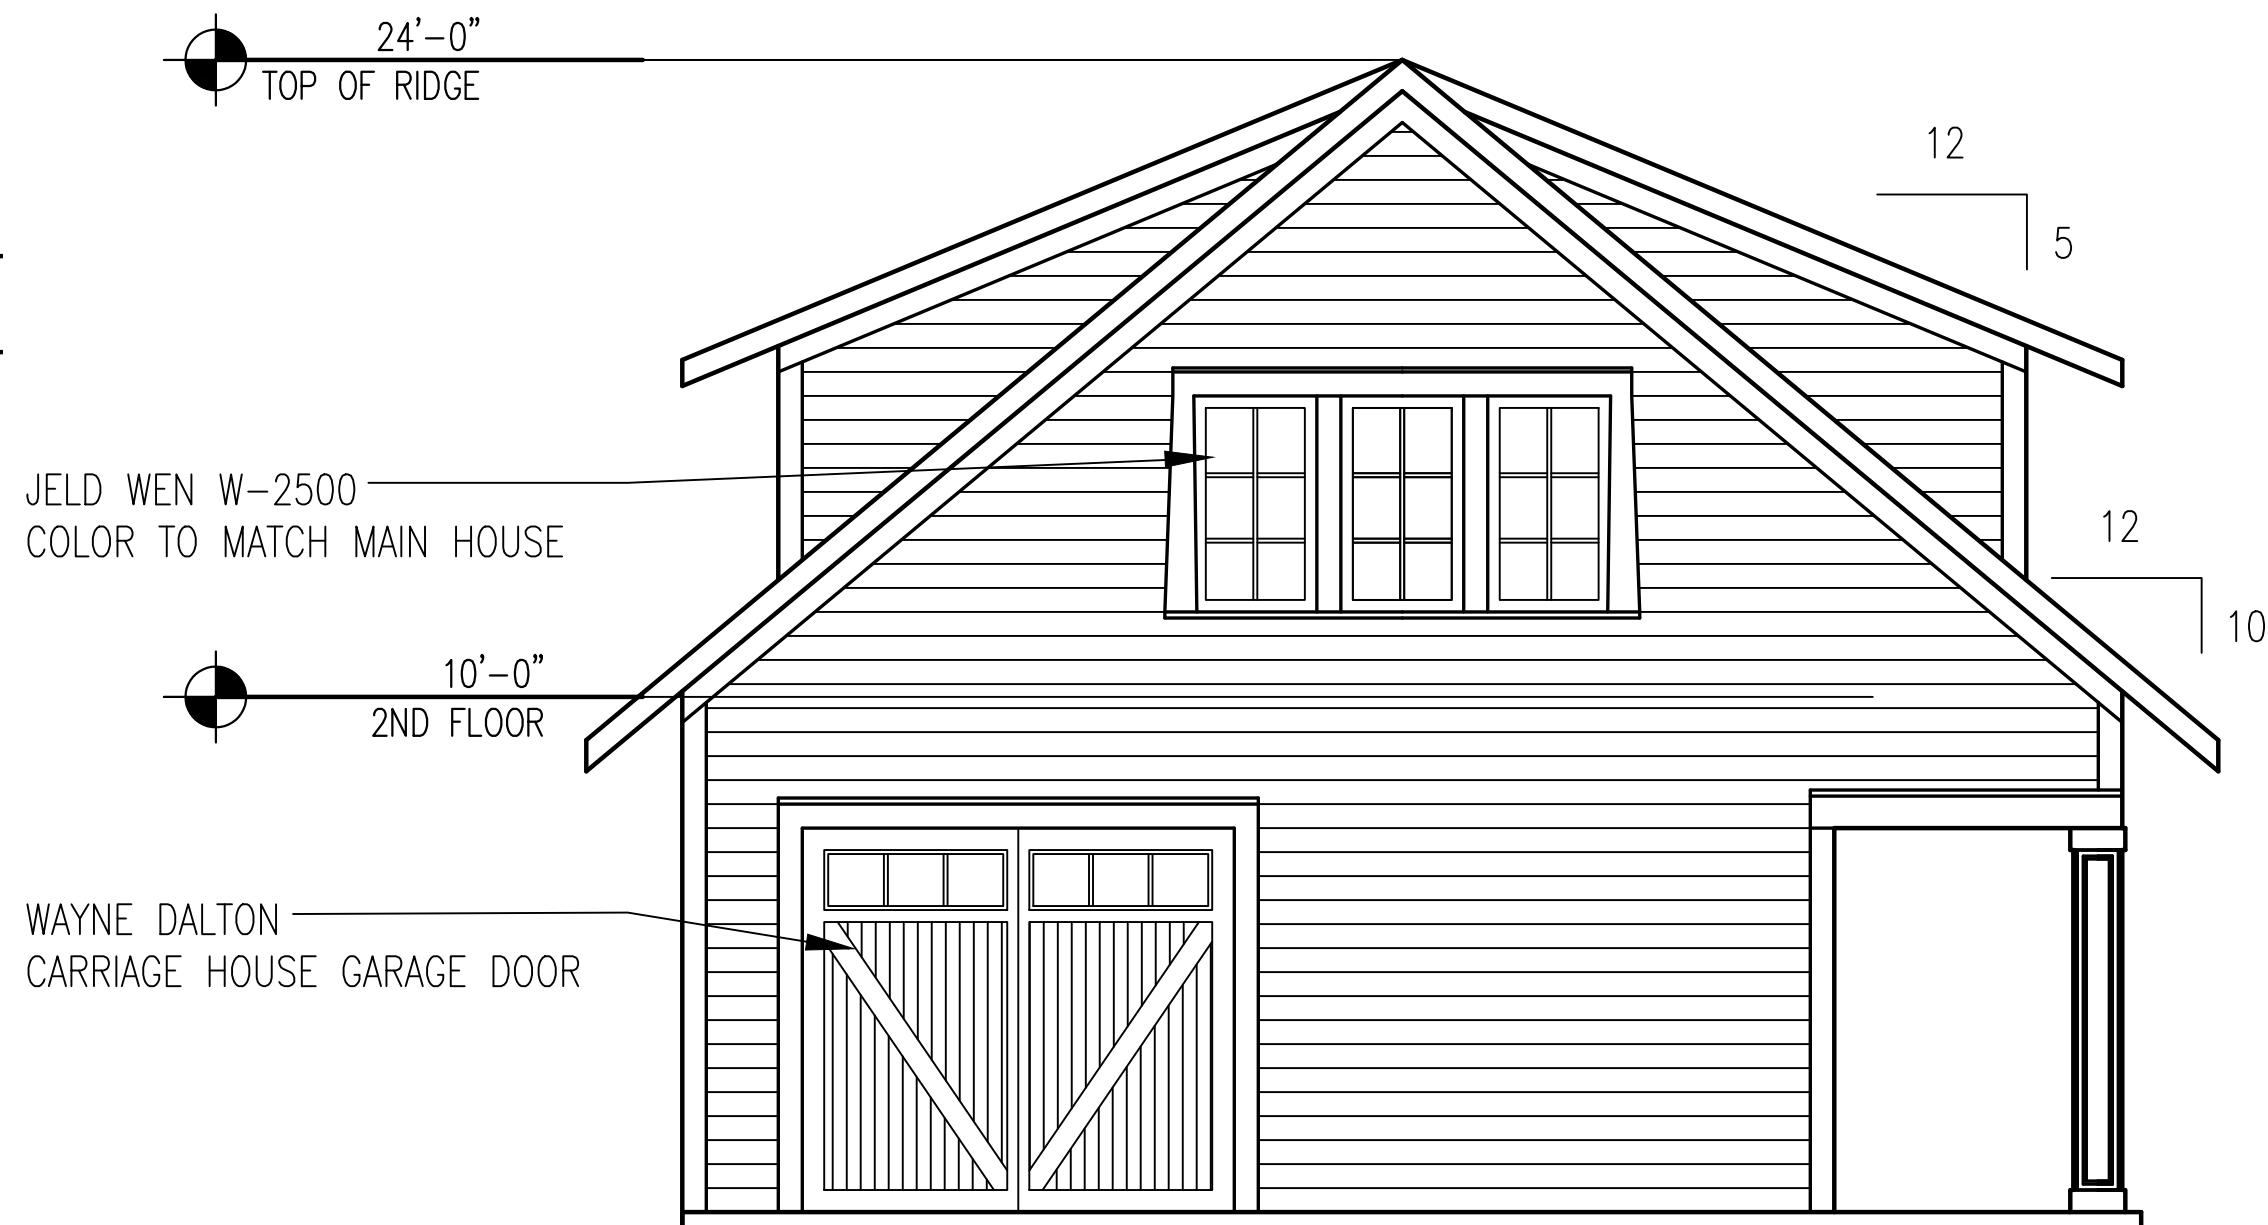 24'-0"
TOP OF RIDGE
12
5
JELD WEN W-2500
COLOR TO MATCH MAIN HOUSE
12
10
10'-0"
2ND FLOOR
WAYNE DALTON
CARRIAGE HOUSE GARAGE DOOR